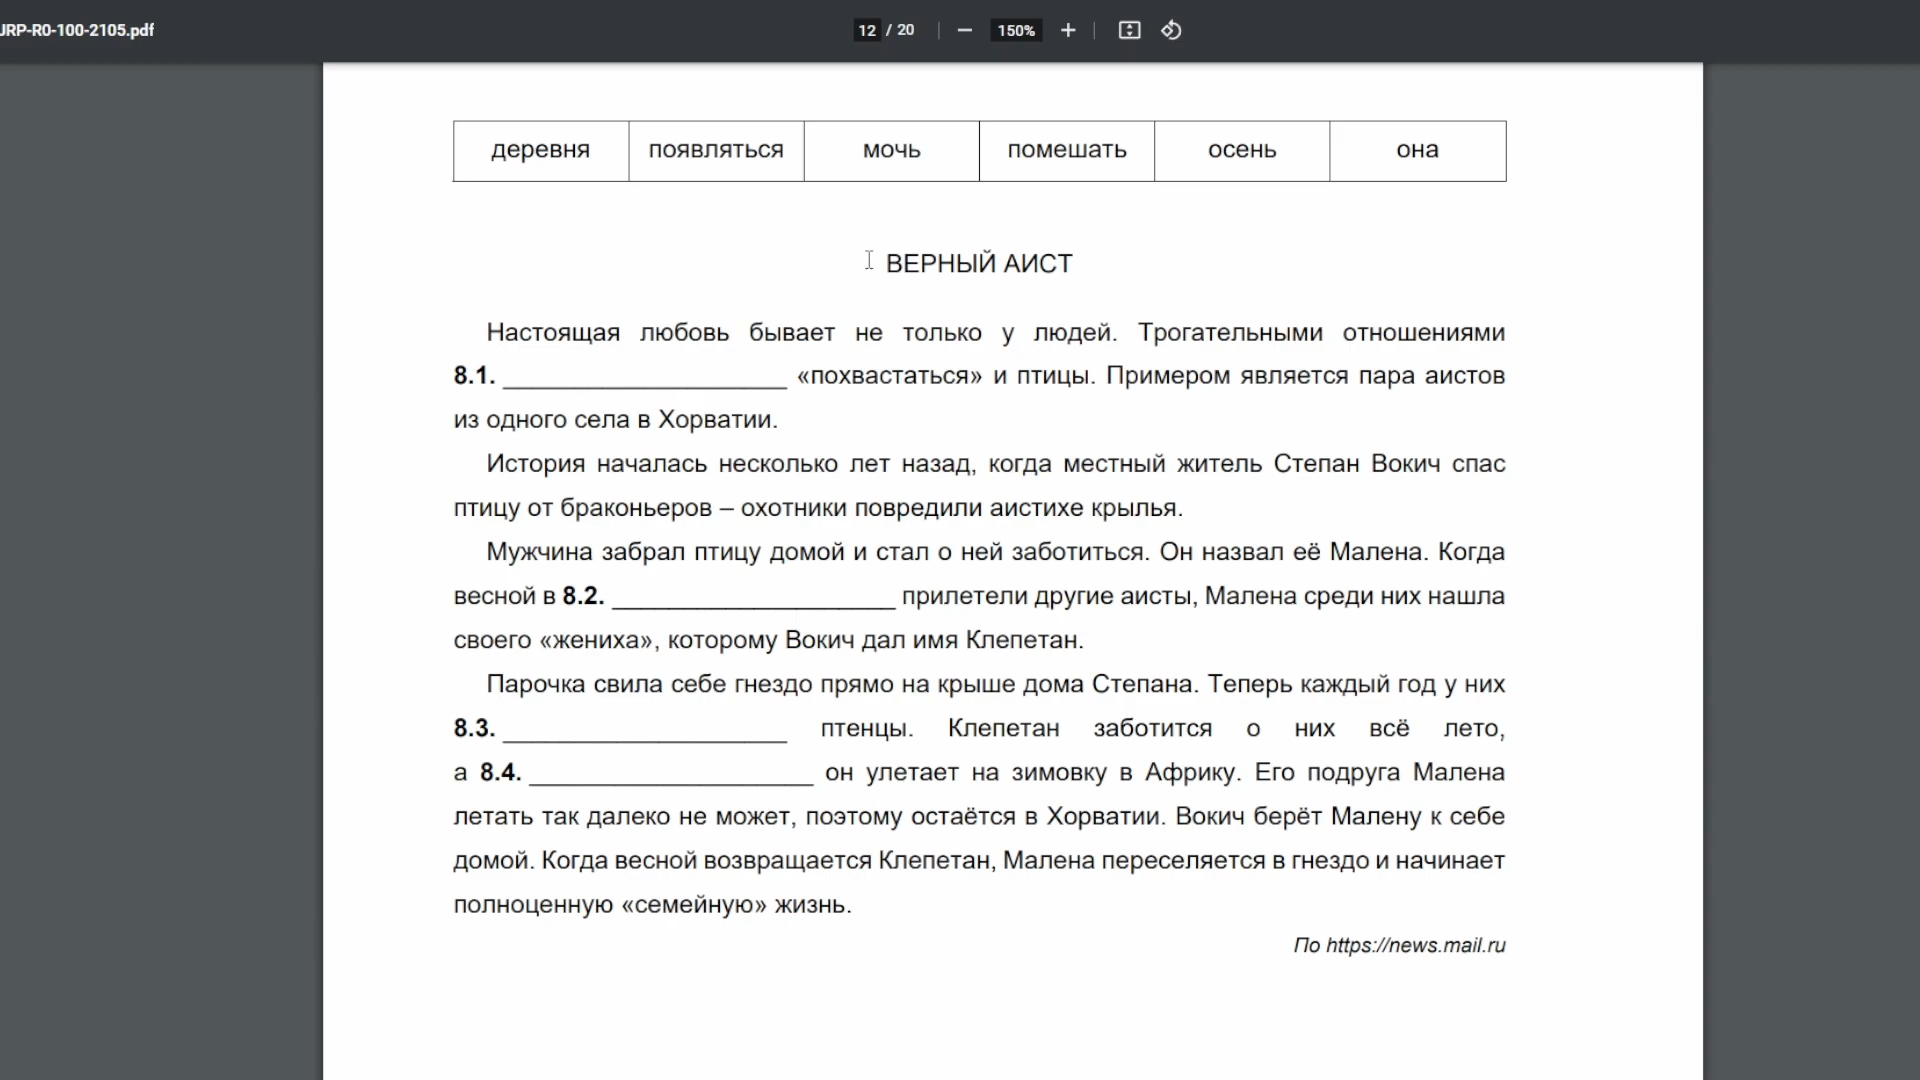 JRP-R0-100-2105.pdf
12 / 20
150%
деревня появляться мочь помешать осень она
ВЕРНЫЙ АИСТ
Настоящая любовь бывает не только у людей. Трогательными отношениями
8.1. ____________________ «похвастаться» и птицы. Примером является пара аистов
из одного села в Хорватии.
История началась несколько лет назад, когда местный житель Степан Вокич спас
птицу от браконьеров – охотники повредили аистихе крылья.
Мужчина забрал птицу домой и стал о ней заботиться. Он назвал её Малена. Когда
весной в 8.2. ____________________ прилетели другие аисты, Малена среди них нашла
своего «жениха», которому Вокич дал имя Клепетан.
Парочка свила себе гнездо прямо на крыше дома Степана. Теперь каждый год у них
8.3. ____________________ птенцы. Клепетан заботится о них всё лето,
а 8.4. ____________________ он улетает на зимовку в Африку. Его подруга Малена
летать так далеко не может, поэтому остаётся в Хорватии. Вокич берёт Малену к себе
домой. Когда весной возвращается Клепетан, Малена переселяется в гнездо и начинает
полноценную «семейную» жизнь.
По https://news.mail.ru